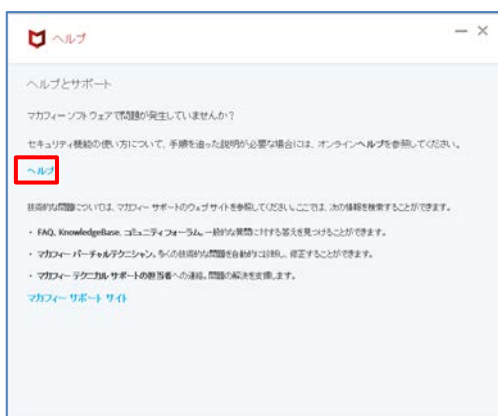 ヘルプ
ヘルプとサポート
マカフィー ソフトウェアで問題が発生していませんか?
セキュリティ機能の使い方について、手順を追った説明が必要な場合には、オンラインヘルプを参照してください。
ヘルプ
技術的な問題については、マカフィー サポートのウェブサイトを参照してください。ここでは、次の情報を検索することができます。
・ FAQ、KnowledgeBase、コミュニティフォーラム。一般的な質問に対する答えを見つけることができます。
・ マカフィー バーチャルテクニシャン。多くの技術的な問題を自動的に診断し、修正することができます。
・ マカフィー テクニカル サポートの担当者への連絡。問題の解決を支援します。
マカフィー サポート サイト